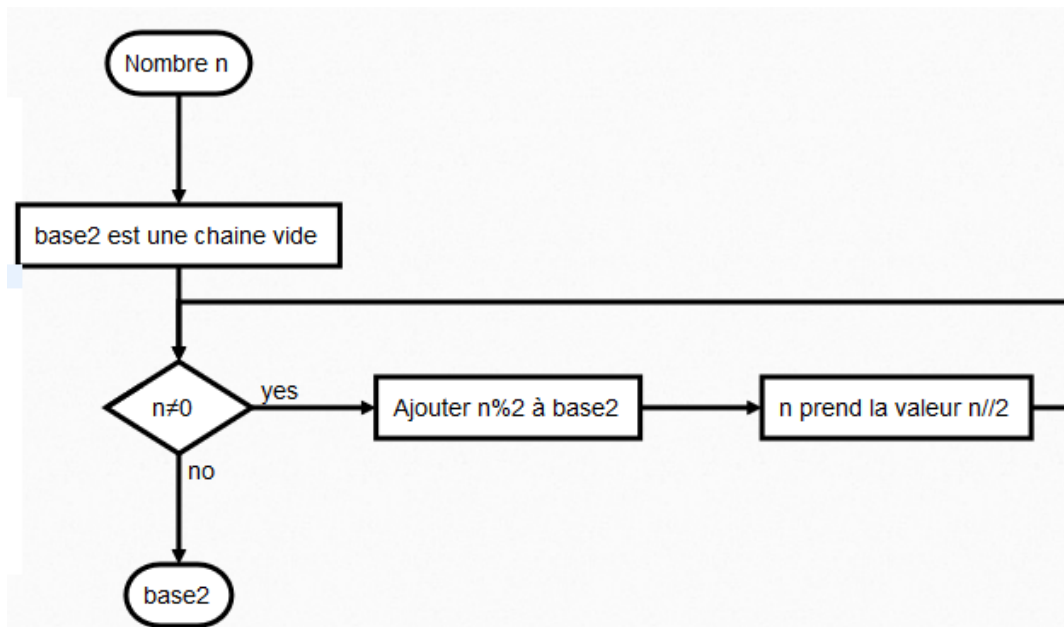 Nombre n
base2 est une chaine vide
n≠0
yes
Ajouter n%2 à base2
n prend la valeur n//2
no
base2